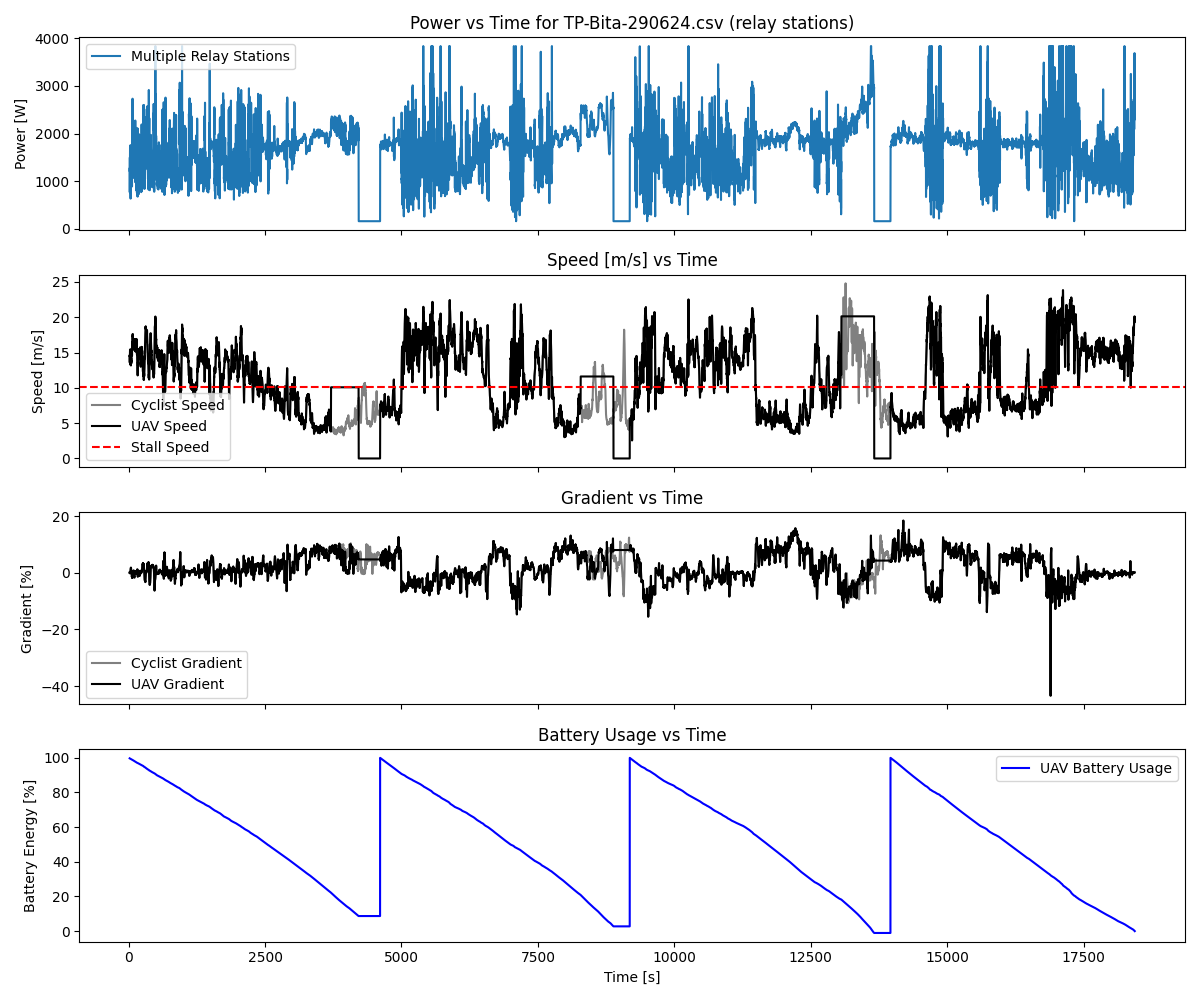 Power vs Time for TP-Bita-290624.csv (relay stations)
4000
3000
2000
1000
0
Power [W]
Multiple Relay Stations
Speed [m/s] vs Time
25
20
15
10
5
0
Speed [m/s]
Cyclist Speed
UAV Speed
Stall Speed
Gradient vs Time
20
0
−20
−40
Gradient [%]
Cyclist Gradient
UAV Gradient
Battery Usage vs Time
100
80
60
40
20
0
Battery Energy [%]
UAV Battery Usage
0 2500 5000 7500 10000 12500 15000 17500
Time [s]